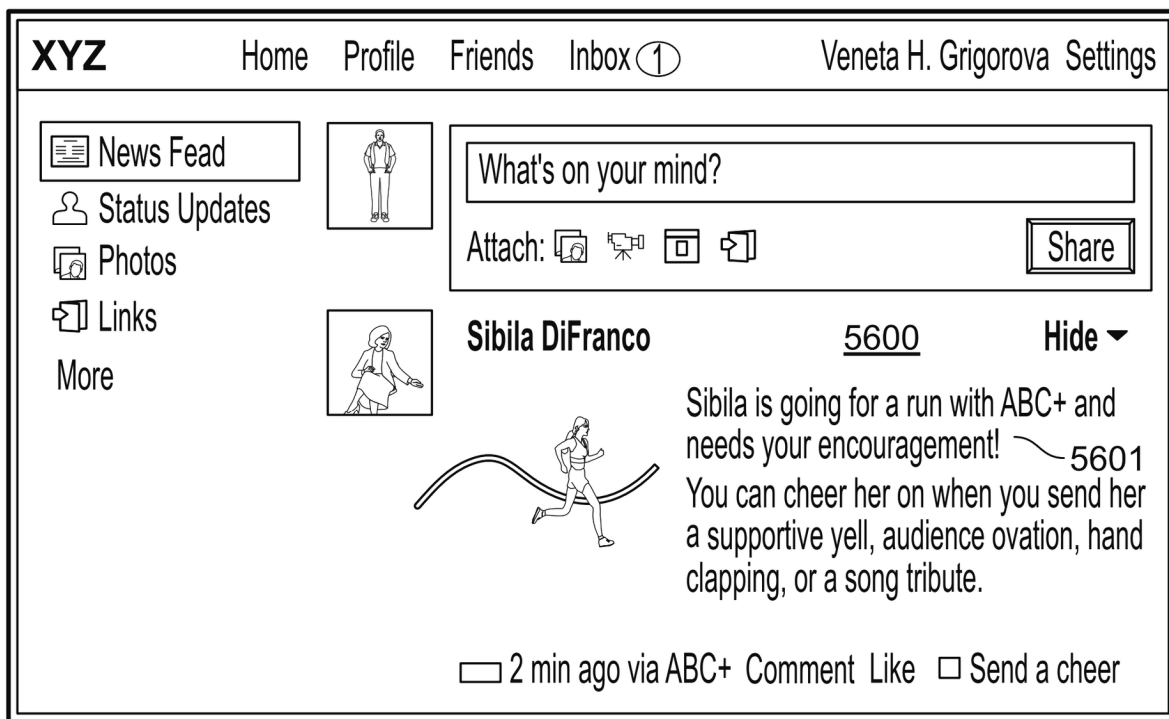 XYZ Home Profile Friends Inbox 1 Veneta H. Grigorova Settings
News Fead
Status Updates
Photos
Links
More
What's on your mind?
Attach: Share
Sibila DiFranco 5600 Hide
Sibila is going for a run with ABC+ and
needs your encouragement! 5601
You can cheer her on when you send her
a supportive yell, audience ovation, hand
clapping, or a song tribute.
2 min ago via ABC+ Comment Like Send a cheer